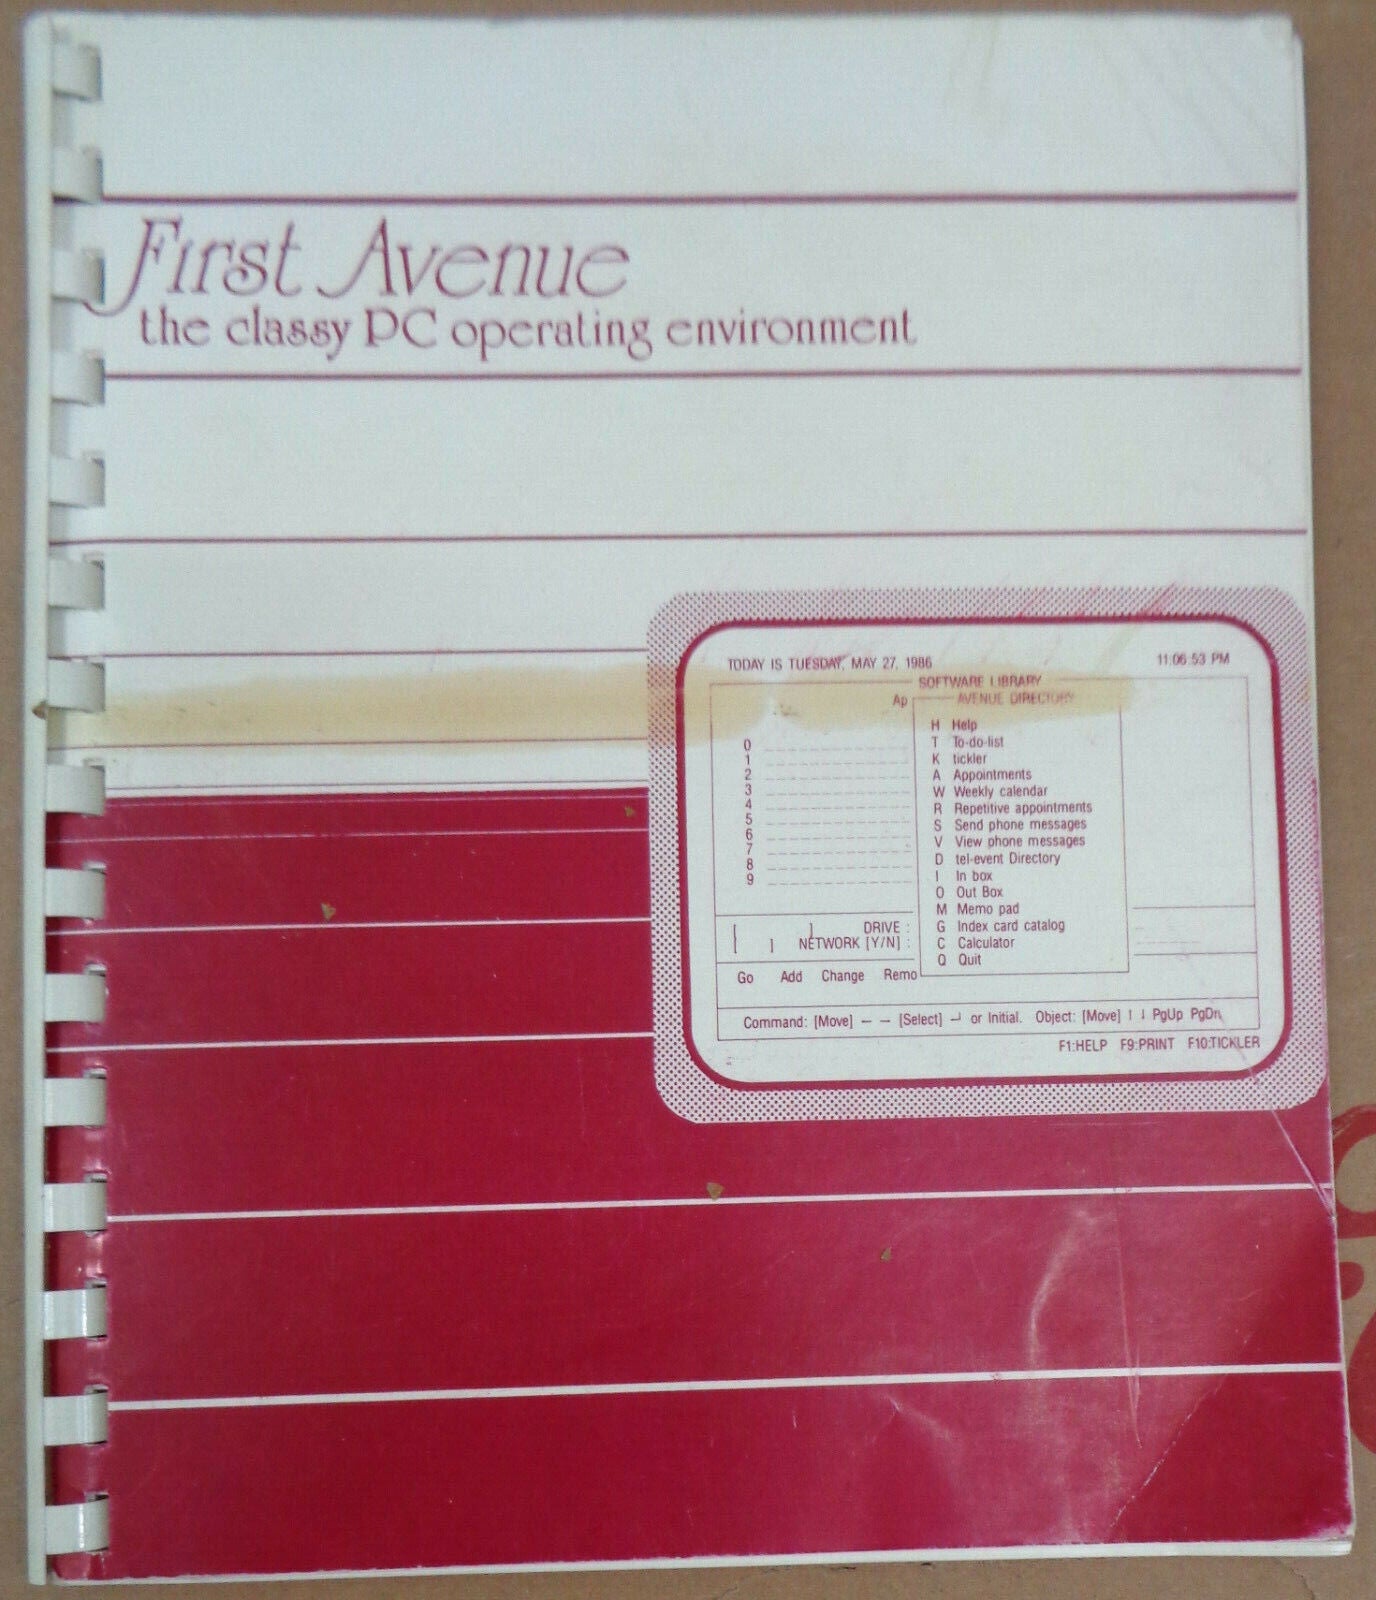 First Avenue
the classy PC operating environment
TODAY IS TUESDAY, MAY 27, 1986 11:06:53 PM
SOFTWARE LIBRARY
Ap AVENUE DIRECTORY
H Help
T To-do-list
K tickler
A Appointments
W Weekly calendar
R Repetitive appointments
S Send phone messages
V View phone messages
D tel-event Directory
I In box
O Out Box
M Memo pad
G Index card catalog
C Calculator
Q Quit
0
1
2
3
4
5
6
7
8
9
[ ] DRIVE :
[ ] NETWORK [Y/N] :
Go Add Change Remo
Command: [Move] ← → [Select] ┘ or Initial. Object: [Move] ↑ ↓ PgUp PgDn
F1:HELP F9:PRINT F10:TICKLER